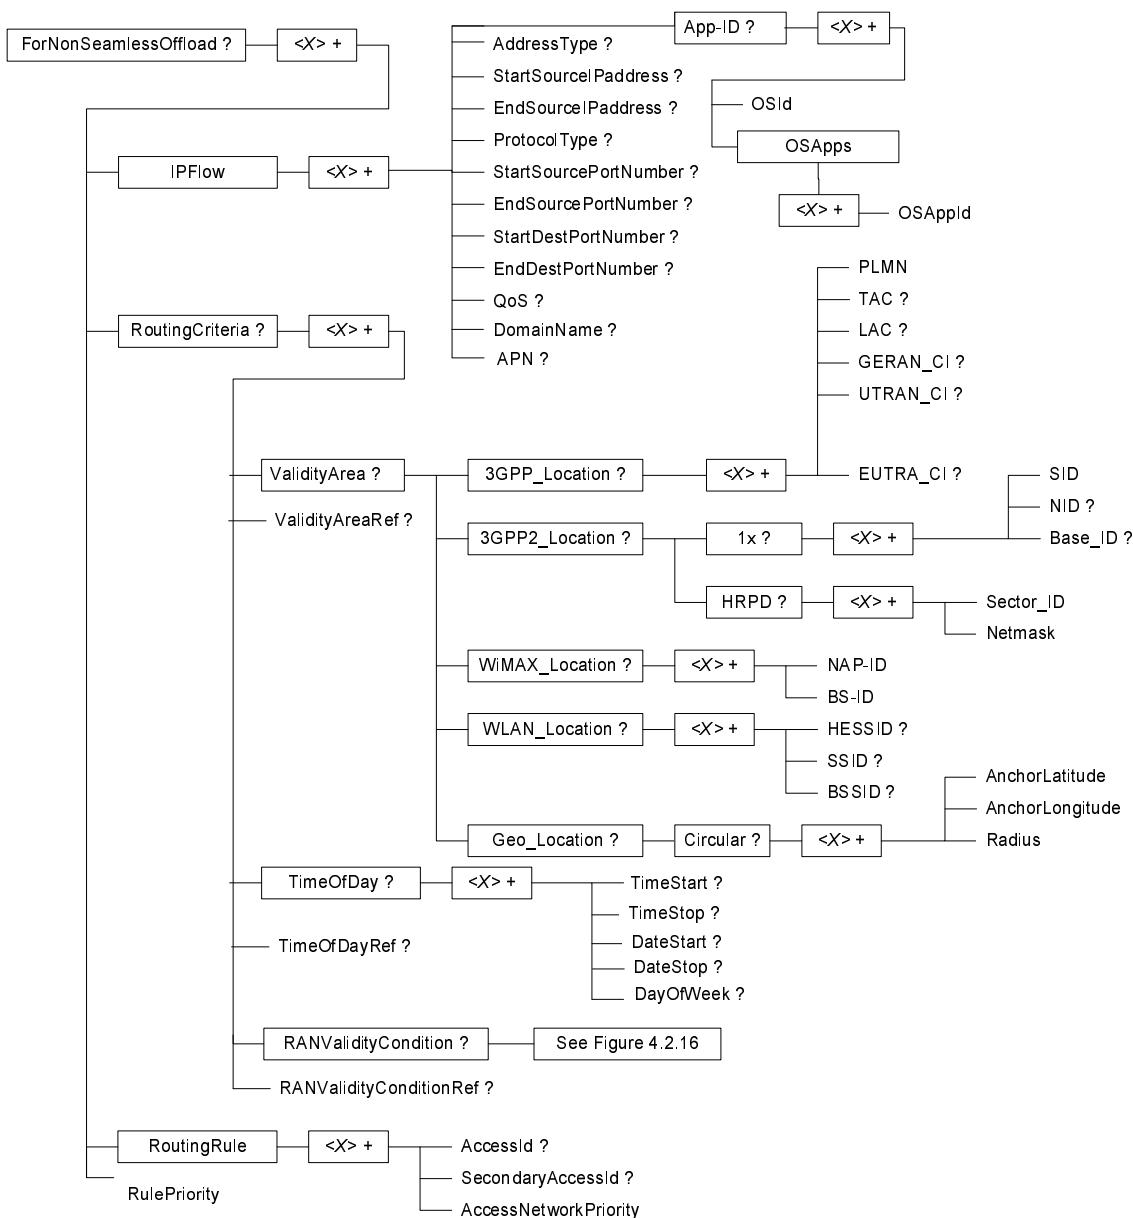 ForNonSeamlessOffload ?
<X> +
App-ID ?
<X> +
AddressType ?
StartSourceIPaddress ?
EndSourceIPaddress ?
OSId
ProtocolType ?
OSApps
IPFlow
<X> +
StartSourcePortNumber ?
EndSourcePortNumber ?
<X> +
OSAppId
StartDestPortNumber ?
EndDestPortNumber ?
PLMN
QoS ?
TAC ?
RoutingCriteria ?
<X> +
DomainName ?
LAC ?
APN ?
GERAN_CI ?
UTRAN_CI ?
ValidityArea ?
3GPP_Location ?
<X> +
EUTRA_CI ?
SID
NID ?
ValidityAreaRef ?
3GPP2_Location ?
1x ?
<X> +
Base_ID ?
HRPD ?
<X> +
Sector_ID
Netmask
WiMAX_Location ?
<X> +
NAP-ID
BS-ID
WLAN_Location ?
<X> +
HESSID ?
SSID ?
BSSID ?
AnchorLatitude
AnchorLongitude
Geo_Location ?
Circular ?
<X> +
Radius
TimeOfDay ?
<X> +
TimeStart ?
TimeStop ?
TimeOfDayRef ?
DateStart ?
DateStop ?
DayOfWeek ?
RANValidityCondition ?
See Figure 4.2.16
RANValidityConditionRef ?
RoutingRule
<X> +
AccessId ?
SecondaryAccessId ?
RulePriority
AccessNetworkPriority